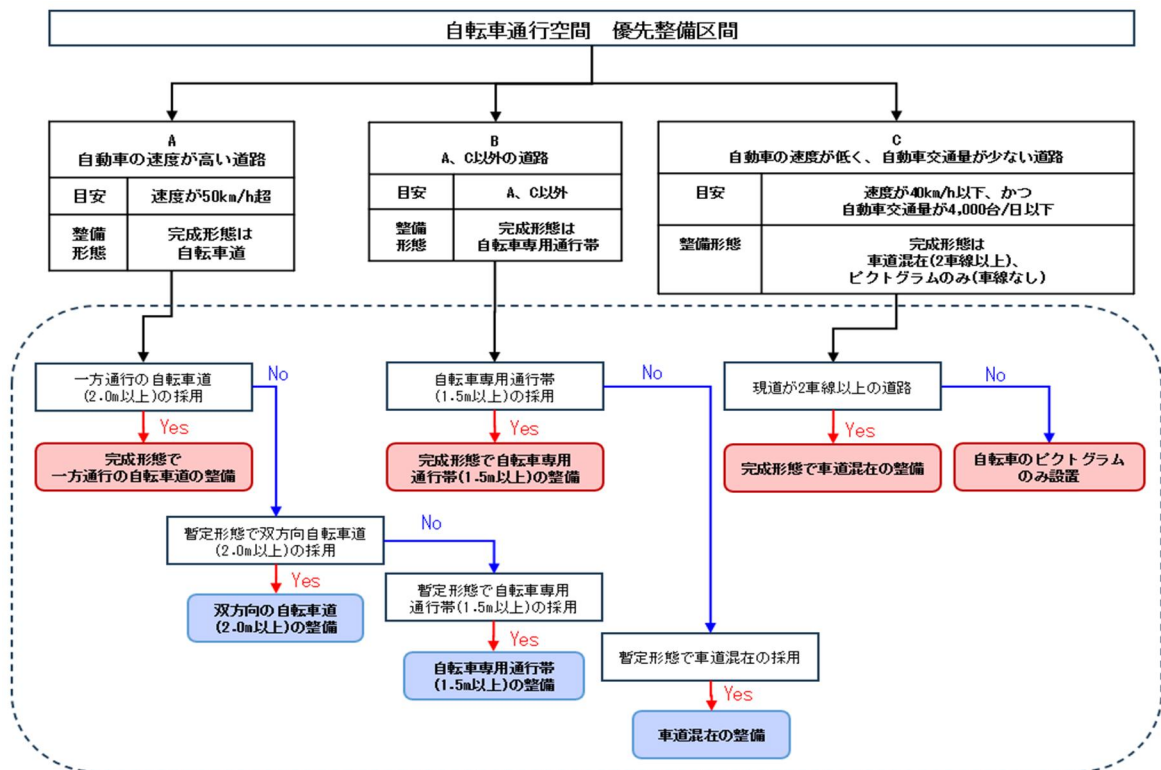 自転車通行空間　優先整備区間
A
自動車の速度が高い道路
目安
速度が50km/h超
整備
形態
完成形態は
自転車道
B
A、C以外の道路
目安
A、C以外
整備
形態
完成形態は
自転車専用通行帯
C
自動車の速度が低く、自動車交通量が少ない道路
目安
速度が40km/h以下、かつ
自動車交通量が4,000台/日以下
整備形態
完成形態は
車道混在(2車線以上)、
ピクトグラムのみ(車線なし)
一方通行の自転車道
(2.0m以上)の採用
No
Yes
完成形態で
一方通行の自転車道の整備
自転車専用通行帯
(1.5m以上)の採用
No
Yes
完成形態で自転車専用
通行帯(1.5m以上)の整備
現道が2車線以上の道路
No
Yes
完成形態で車道混在の整備
自転車のピクトグラム
のみ設置
暫定形態で双方向自転車道
(2.0m以上)の採用
No
Yes
双方向の自転車道
(2.0m以上)の整備
暫定形態で自転車専用
通行帯(1.5m以上)の採用
Yes
自転車専用通行帯
(1.5m以上)の整備
暫定形態で車道混在の採用
Yes
車道混在の整備